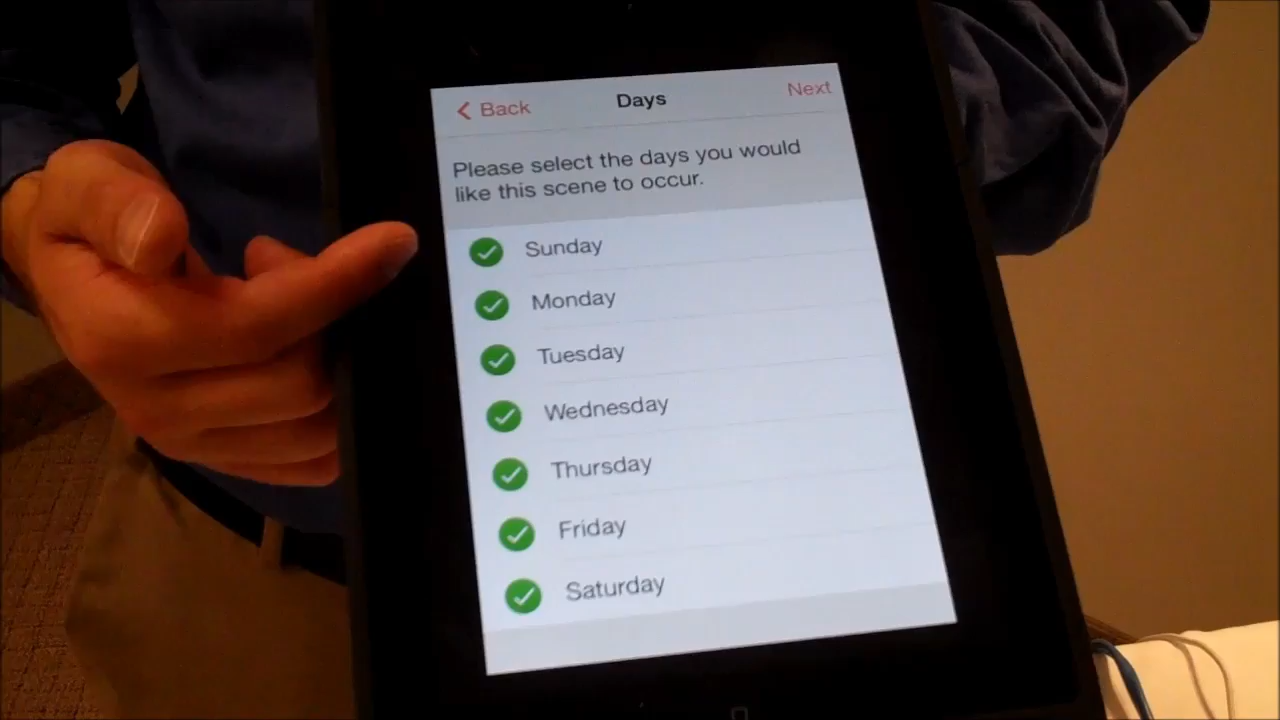 Back
Days
Next
Please select the days you would
like this scene to occur.
Sunday
Monday
Tuesday
Wednesday
Thursday
Friday
Saturday